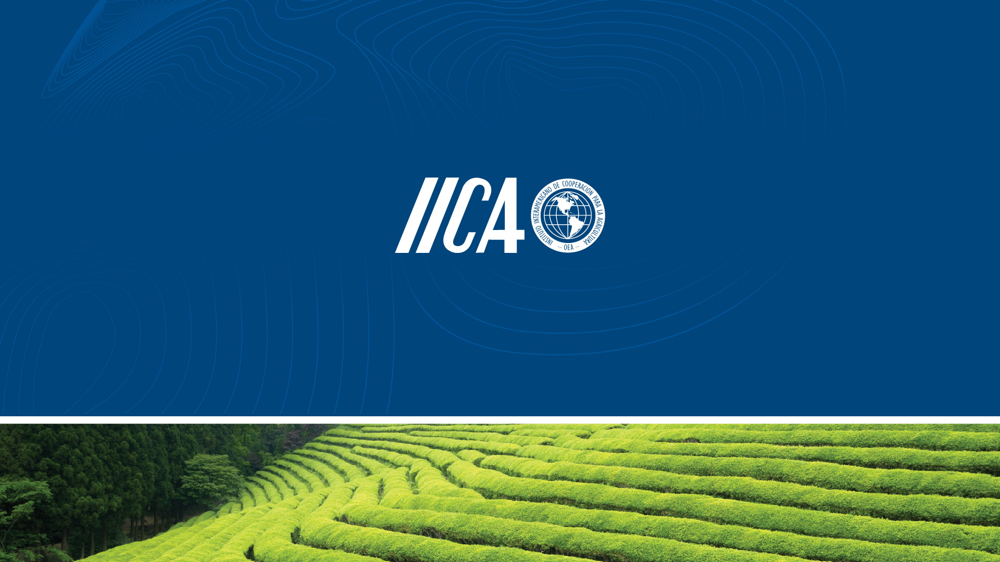 IICA
INSTITUTO INTERAMERICANO DE COOPERACION PARA LA AGRICULTURA
– OEA –